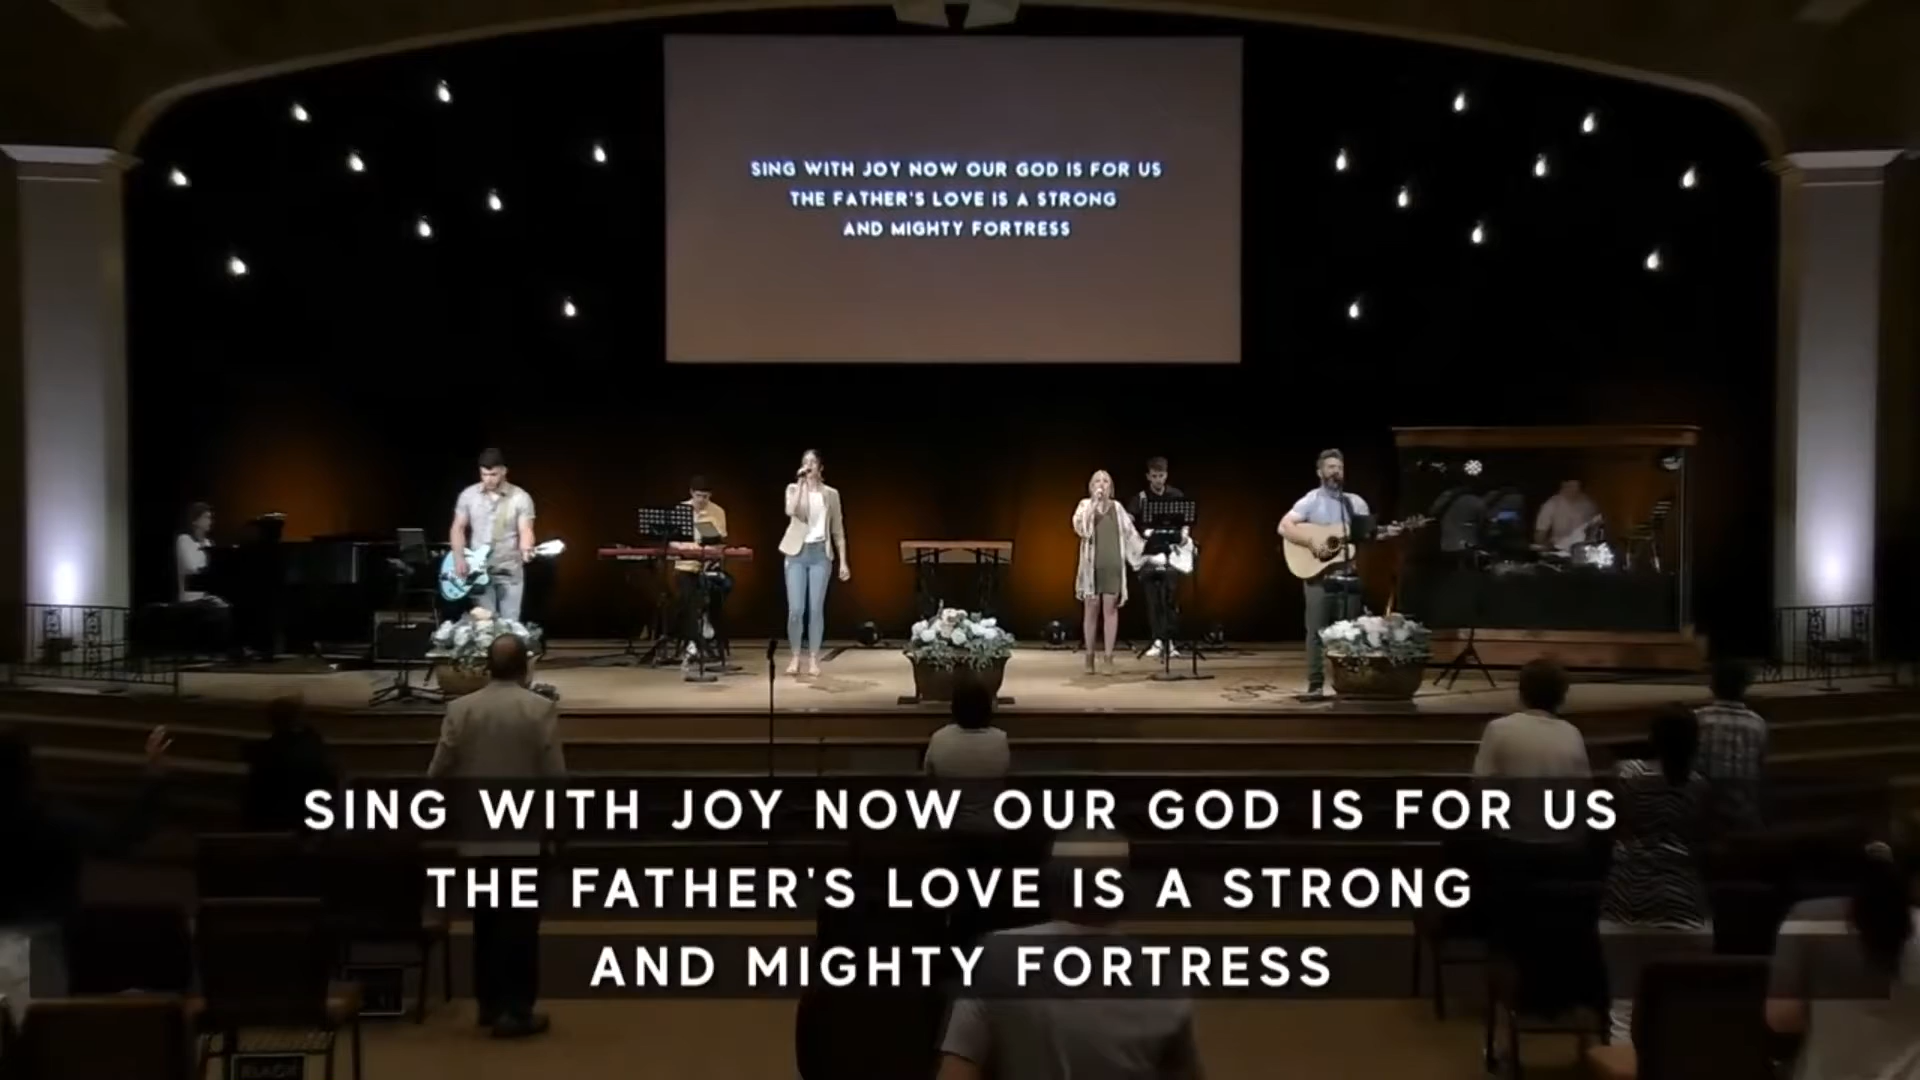 SING WITH JOY NOW OUR GOD IS FOR US
THE FATHER'S LOVE IS A STRONG
AND MIGHTY FORTRESS
SING WITH JOY NOW OUR GOD IS FOR US
THE FATHER'S LOVE IS A STRONG
AND MIGHTY FORTRESS